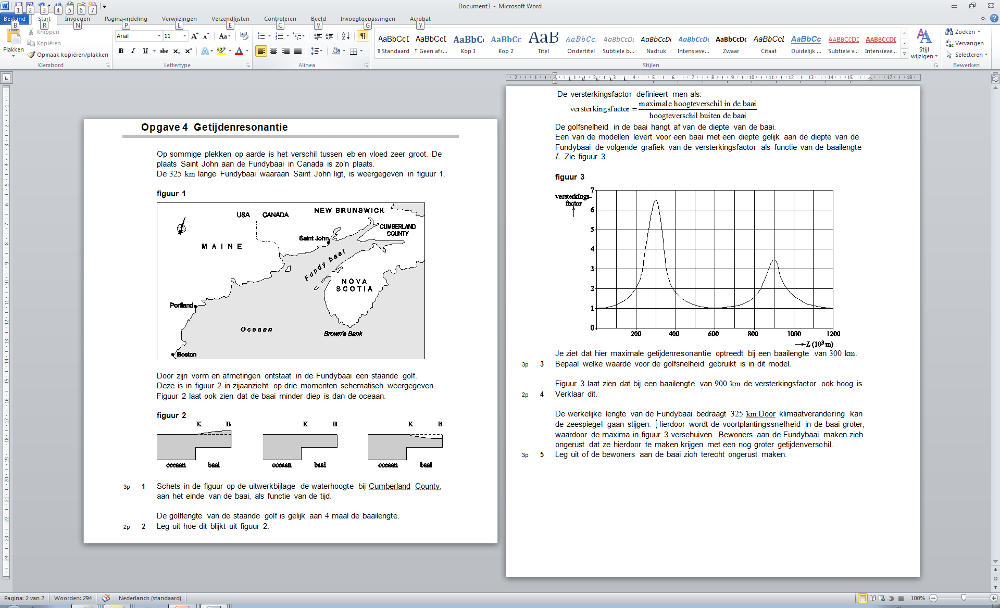 Document3 - Microsoft Word
1 2 3 4 5 6 7
Bestand Start Invoegen Pagina-indeling Verwijzingen Verzendlijsten Controleren Beeld Invoegtoepassingen Acrobat
B R N P L E C V G Y
Plakken
Knippen
Kopiëren
Opmaak kopiëren/plakken
Klembord
Arial 11
Lettertype
Alinea
AaBbCcD AaBbCcD AaBbCc AaBbCc AaB AaBbCc. AaBbCcDc AaBbCcDc AaBbCcDc AaBbCcDc AaBbCcD AaBbCc AABBCCDD AABBCCDD
¶ Standaard ¶ Geen afs... Kop 1 Kop 2 Titel Ondertitel Subtiele b... Nadruk Intensieve... Zwaar Citaat Duidelijk ... Subtiele v... Intensieve...
Stijlen
Stijl wijzigen
Zoeken
Vervangen
Selecteren
Bewerken
Opgave 4 Getijdenresonantie
Op sommige plekken op aarde is het verschil tussen eb en vloed zeer groot. De
plaats Saint John aan de Fundybaai in Canada is zo’n plaats.
De 325 km lange Fundybaai waaraan Saint John ligt, is weergegeven in figuur 1.
figuur 1
USA CANADA
NEW BRUNSWICK
CUMBERLAND
COUNTY
Saint John
MAINE
Fundy baai
NOVA
SCOTIA
Portland
Oceaan
Brown's Bank
Boston
Door zijn vorm en afmetingen ontstaat in de Fundybaai een staande golf.
Deze is in figuur 2 in zijaanzicht op drie momenten schematisch weergegeven.
Figuur 2 laat ook zien dat de baai minder diep is dan de oceaan.
figuur 2
K B K B K B
oceaan baai oceaan baai oceaan baai
3p 1 Schets in de figuur op de uitwerkbijlage de waterhoogte bij Cumberland County,
aan het einde van de baai, als functie van de tijd.
De golflengte van de staande golf is gelijk aan 4 maal de baailengte.
2p 2 Leg uit hoe dit blijkt uit figuur 2.
De versterkingsfactor definieert men als:
versterkingsfactor = maximale hoogteverschil in de baai
hoogteverschil buiten de baai
De golfsnelheid in de baai hangt af van de diepte van de baai.
Een van de modellen levert voor een baai met een diepte gelijk aan de diepte van de
Fundybaai de volgende grafiek van de versterkingsfactor als functie van de baailengte
L. Zie figuur 3.
figuur 3
versterkings-
factor
7
6
5
4
3
2
1
0
200 400 600 800 1000 1200
L (10³ m)
Je ziet dat hier maximale getijdenresonantie optreedt bij een baailengte van 300 km.
3p 3 Bepaal welke waarde voor de golfsnelheid gebruikt is in dit model.
Figuur 3 laat zien dat bij een baailengte van 900 km de versterkingsfactor ook hoog is.
2p 4 Verklaar dit.
De werkelijke lengte van de Fundybaai bedraagt 325 km.Door klimaatverandering kan
de zeespiegel gaan stijgen. Hierdoor wordt de voortplantingssnelheid in de baai groter,
waardoor de maxima in figuur 3 verschuiven. Bewoners aan de Fundybaai maken zich
ongerust dat ze hierdoor te maken krijgen met een nog groter getijdenverschil.
3p 5 Leg uit of de bewoners aan de baai zich terecht ongerust maken.
Pagina: 2 van 2 Woorden: 294 Nederlands (standaard) 100%